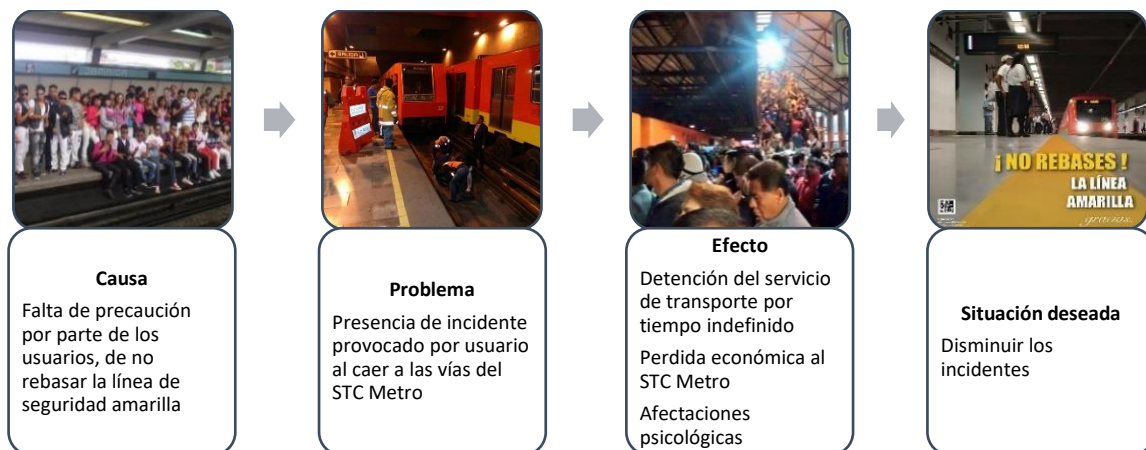 SALIDA
¡ NO REBASES !
LA LÍNEA
AMARILLA
gracias.
Causa
Falta de precaución
por parte de los
usuarios, de no
rebasar la línea de
seguridad amarilla
Problema
Presencia de incidente
provocado por usuario
al caer a las vías del
STC Metro
Efecto
Detención del servicio
de transporte por
tiempo indefinido
Perdida económica al
STC Metro
Afectaciones
psicológicas
Situación deseada
Disminuir los
incidentes